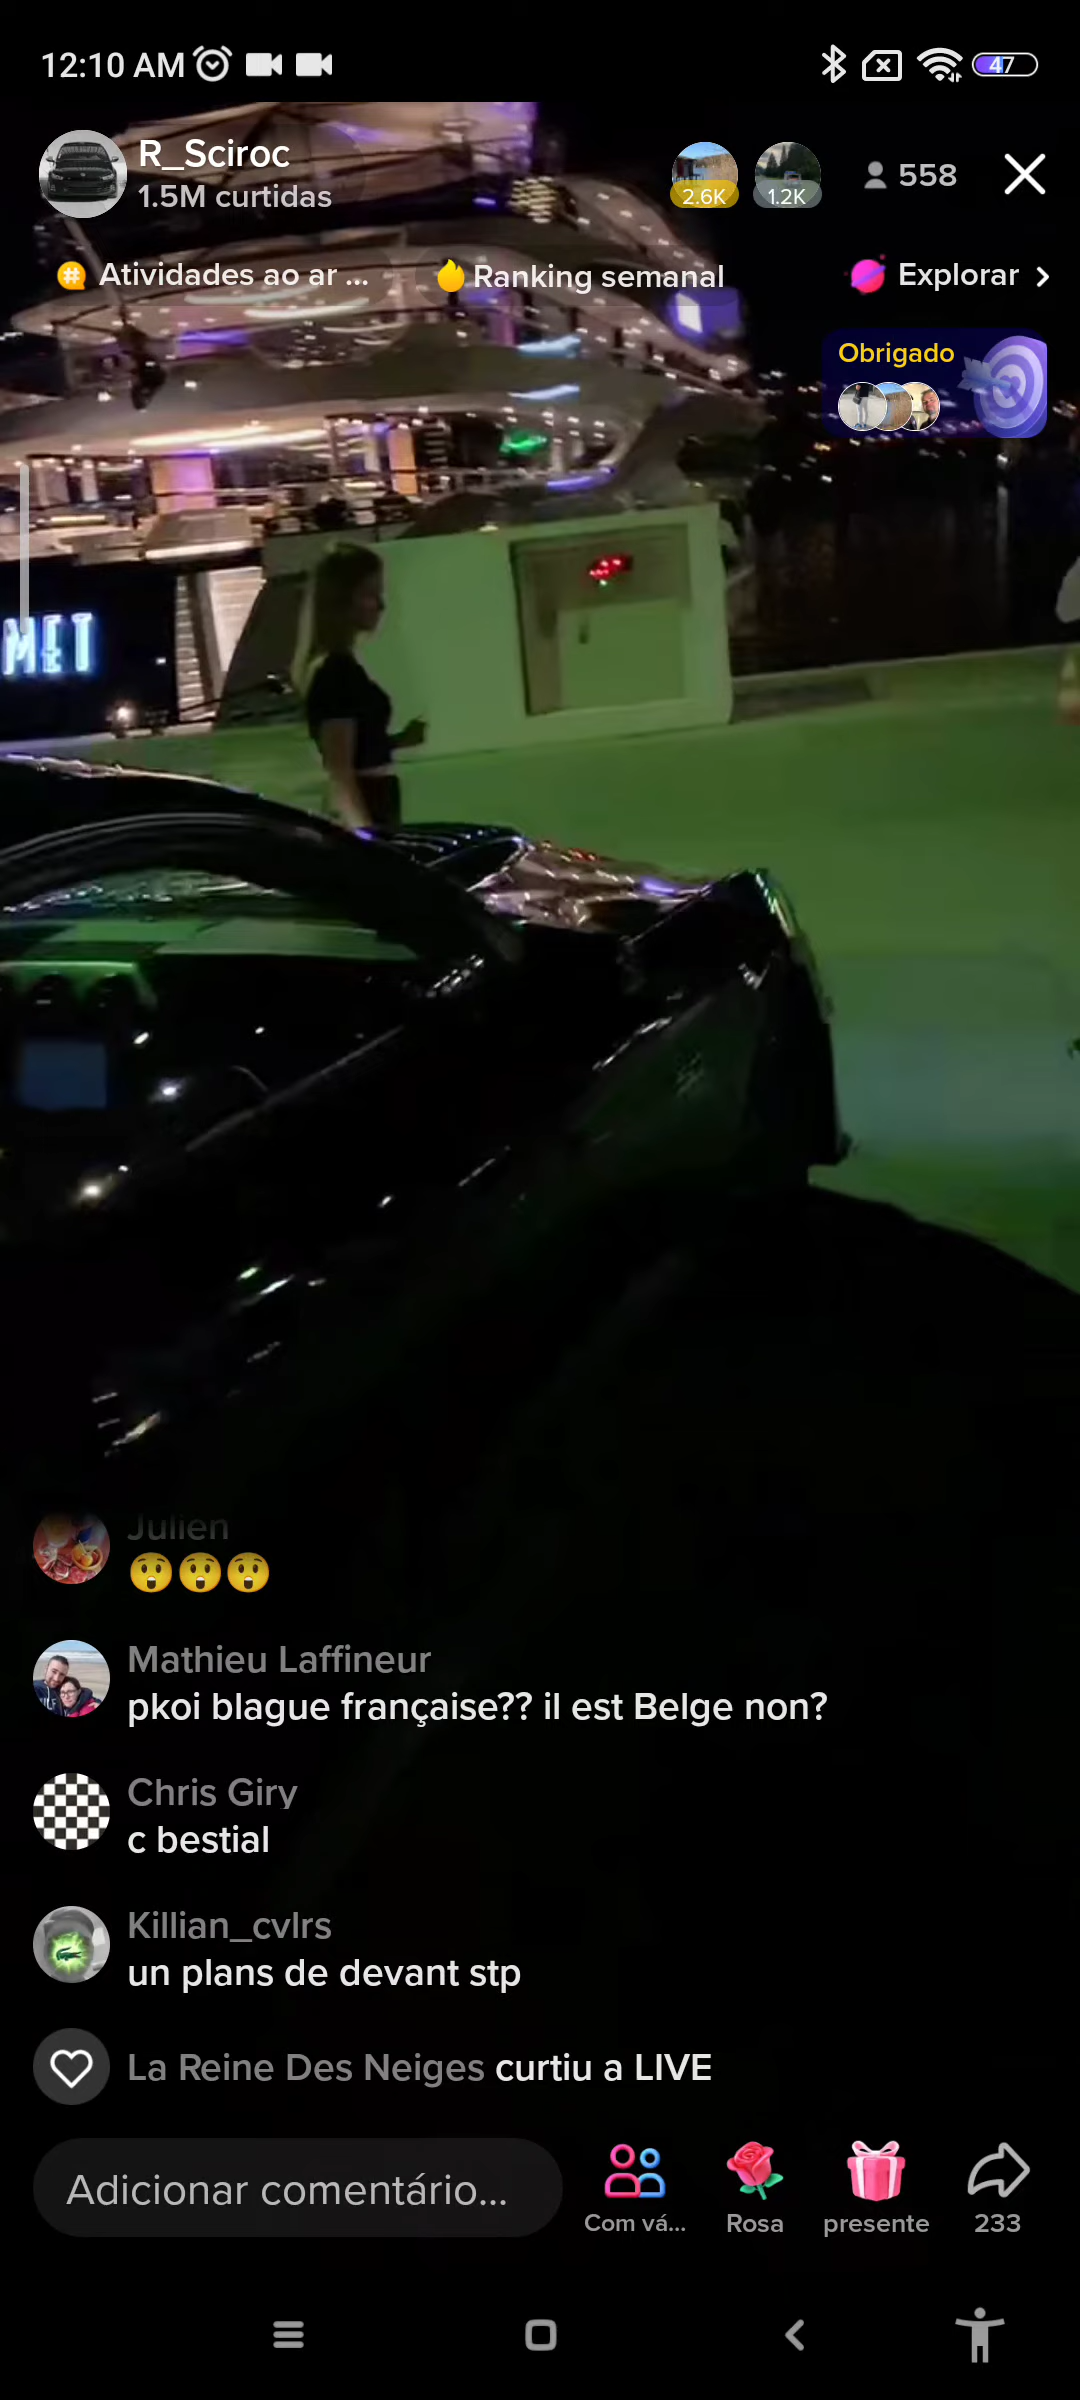 12:10 AM
47
R_Sciroc
1.5M curtidas
2.6K
1.2K
558
Atividades ao ar ...
Ranking semanal
Explorar
Obrigado
MET
Julien
😲😲😲
Mathieu Laffineur
pkoi blague française?? il est Belge non?
Chris Giry
c bestial
Killian_cvlrs
un plans de devant stp
La Reine Des Neiges curtiu a LIVE
Adicionar comentário...
Com vá...
Rosa
presente
233